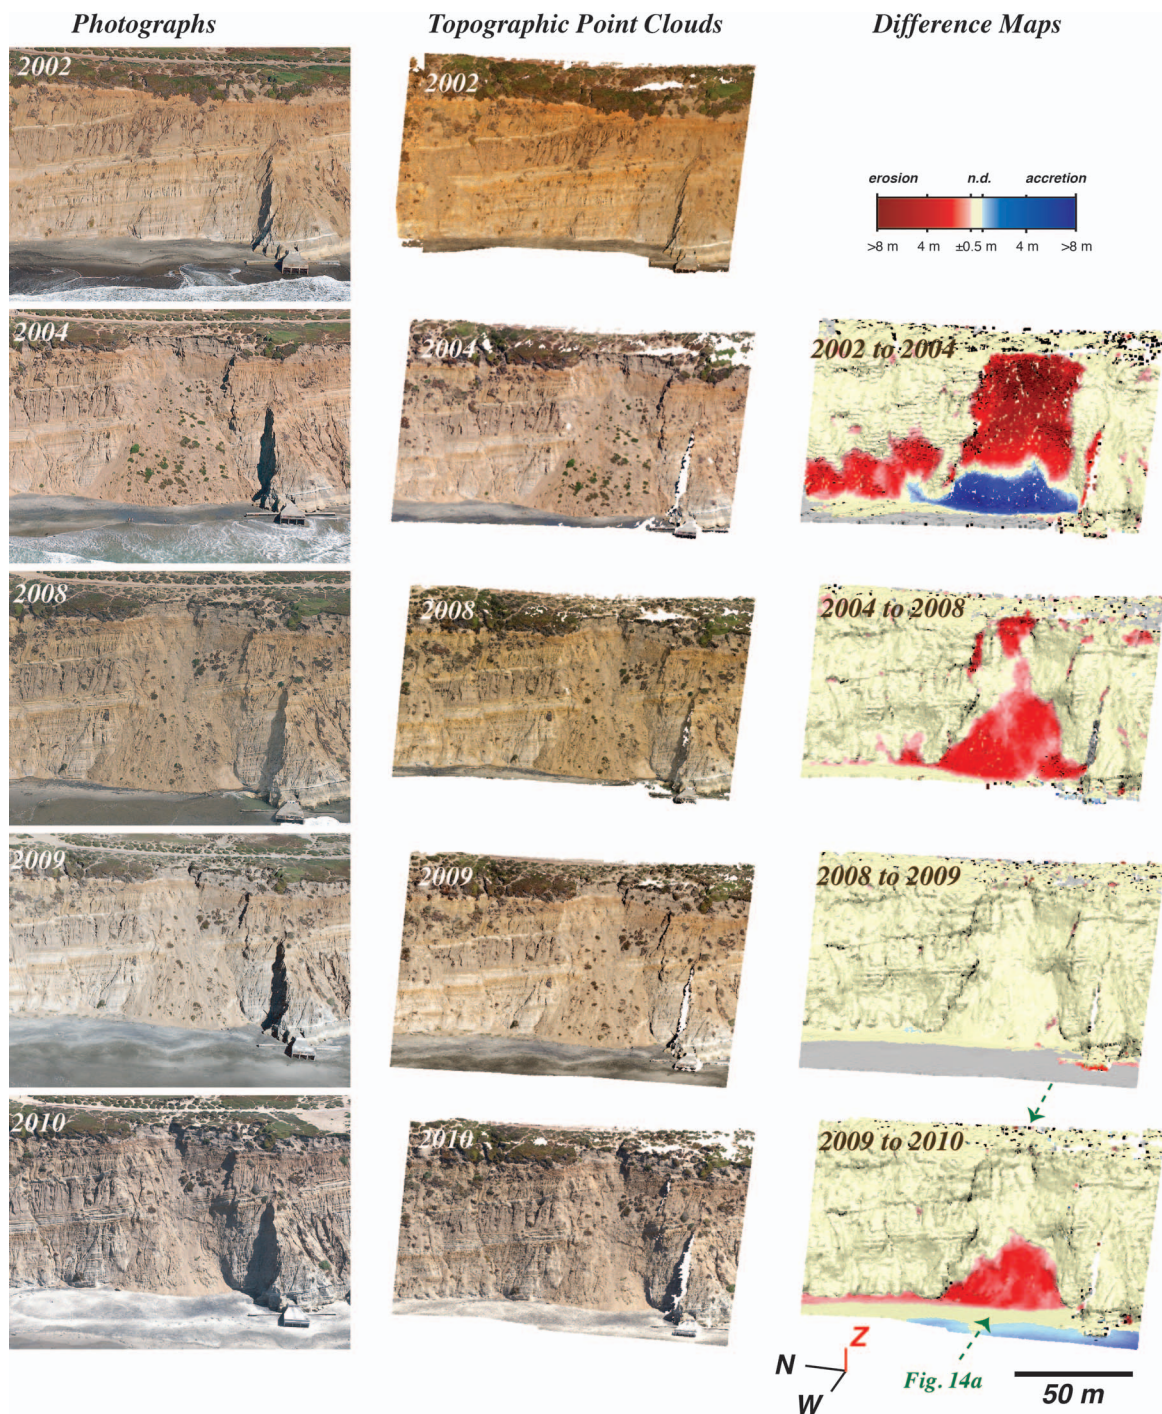 Photographs
Topographic Point Clouds
Difference Maps
2002
2002
erosion n.d. accretion
>8 m 4 m ±0.5 m 4 m >8 m
2004
2004
2002 to 2004
2008
2008
2004 to 2008
2009
2009
2008 to 2009
2010
2010
2009 to 2010
Z
N
W
Fig. 14a
50 m